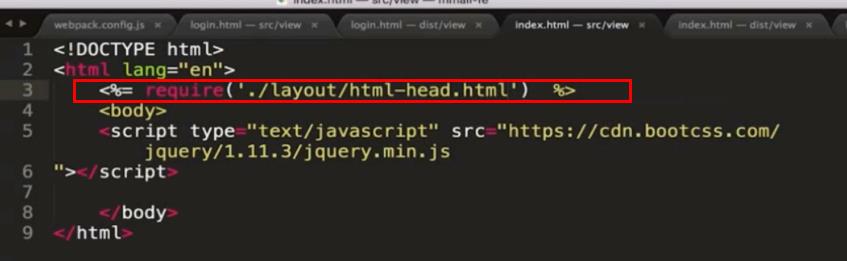 index.html — src/view — mmall-fe
webpack.config.js × login.html — src/view × login.html — dist/view × index.html — src/view × index.html — dist/view ×
1 <!DOCTYPE html>
2 <html lang="en">
3 <%= require('./layout/html-head.html') %>
4 <body>
5 <script type="text/javascript" src="https://cdn.bootcss.com/
jquery/1.11.3/jquery.min.js
6 "></script>
7
8 </body>
9 </html>